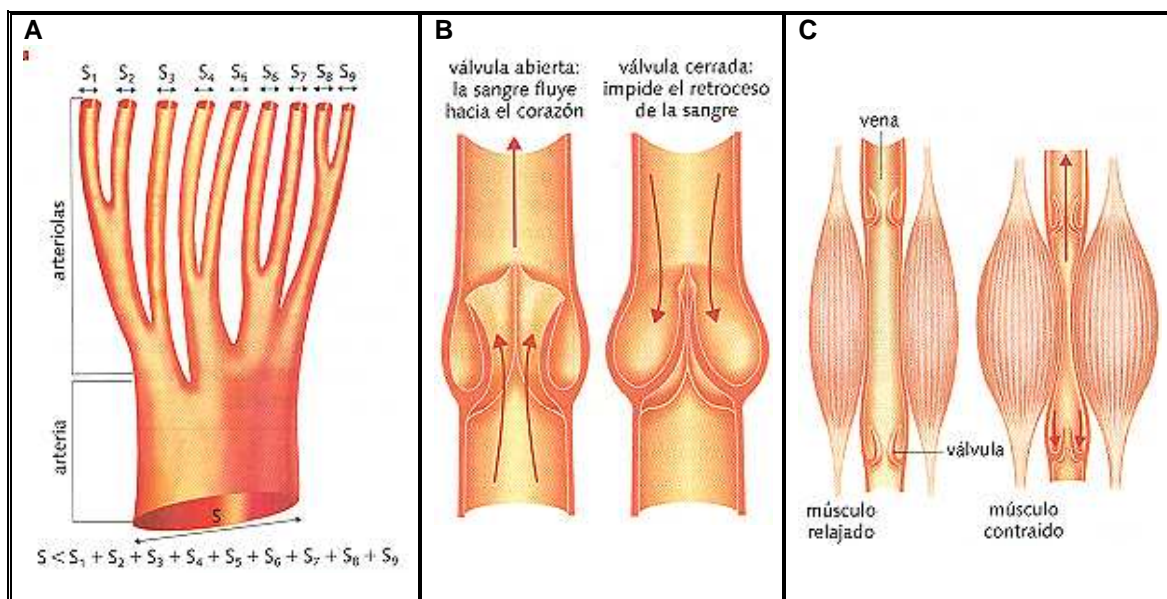 A
S₁ S₂ S₃ S₄ S₅ S₆ S₇ S₈ S₉
arteriolas
arteria
S
S < S₁ + S₂ + S₃ + S₄ + S₅ + S₆ + S₇ + S₈ + S₉
B
válvula abierta:
la sangre fluye
hacia el corazón
válvula cerrada:
impide el retroceso
de la sangre
C
vena
válvula
músculo
relajado
músculo
contraido